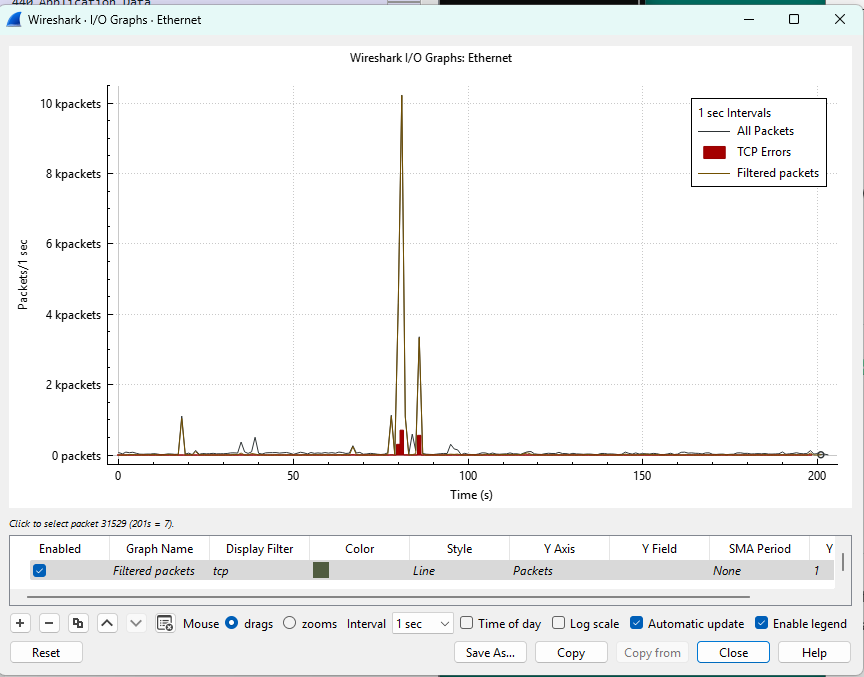 440 Application Data
Wireshark · I/O Graphs · Ethernet
Wireshark I/O Graphs: Ethernet
10 kpackets
8 kpackets
6 kpackets
4 kpackets
2 kpackets
0 packets
Packets/1 sec
1 sec Intervals
All Packets
TCP Errors
Filtered packets
0 50 100 150 200
Time (s)
Click to select packet 31529 (201s = 7).
Enabled Graph Name Display Filter Color Style Y Axis Y Field SMA Period Y
Filtered packets tcp Line Packets None 1
Mouse drags zooms Interval 1 sec Time of day Log scale Automatic update Enable legend
Reset Save As... Copy Copy from Close Help